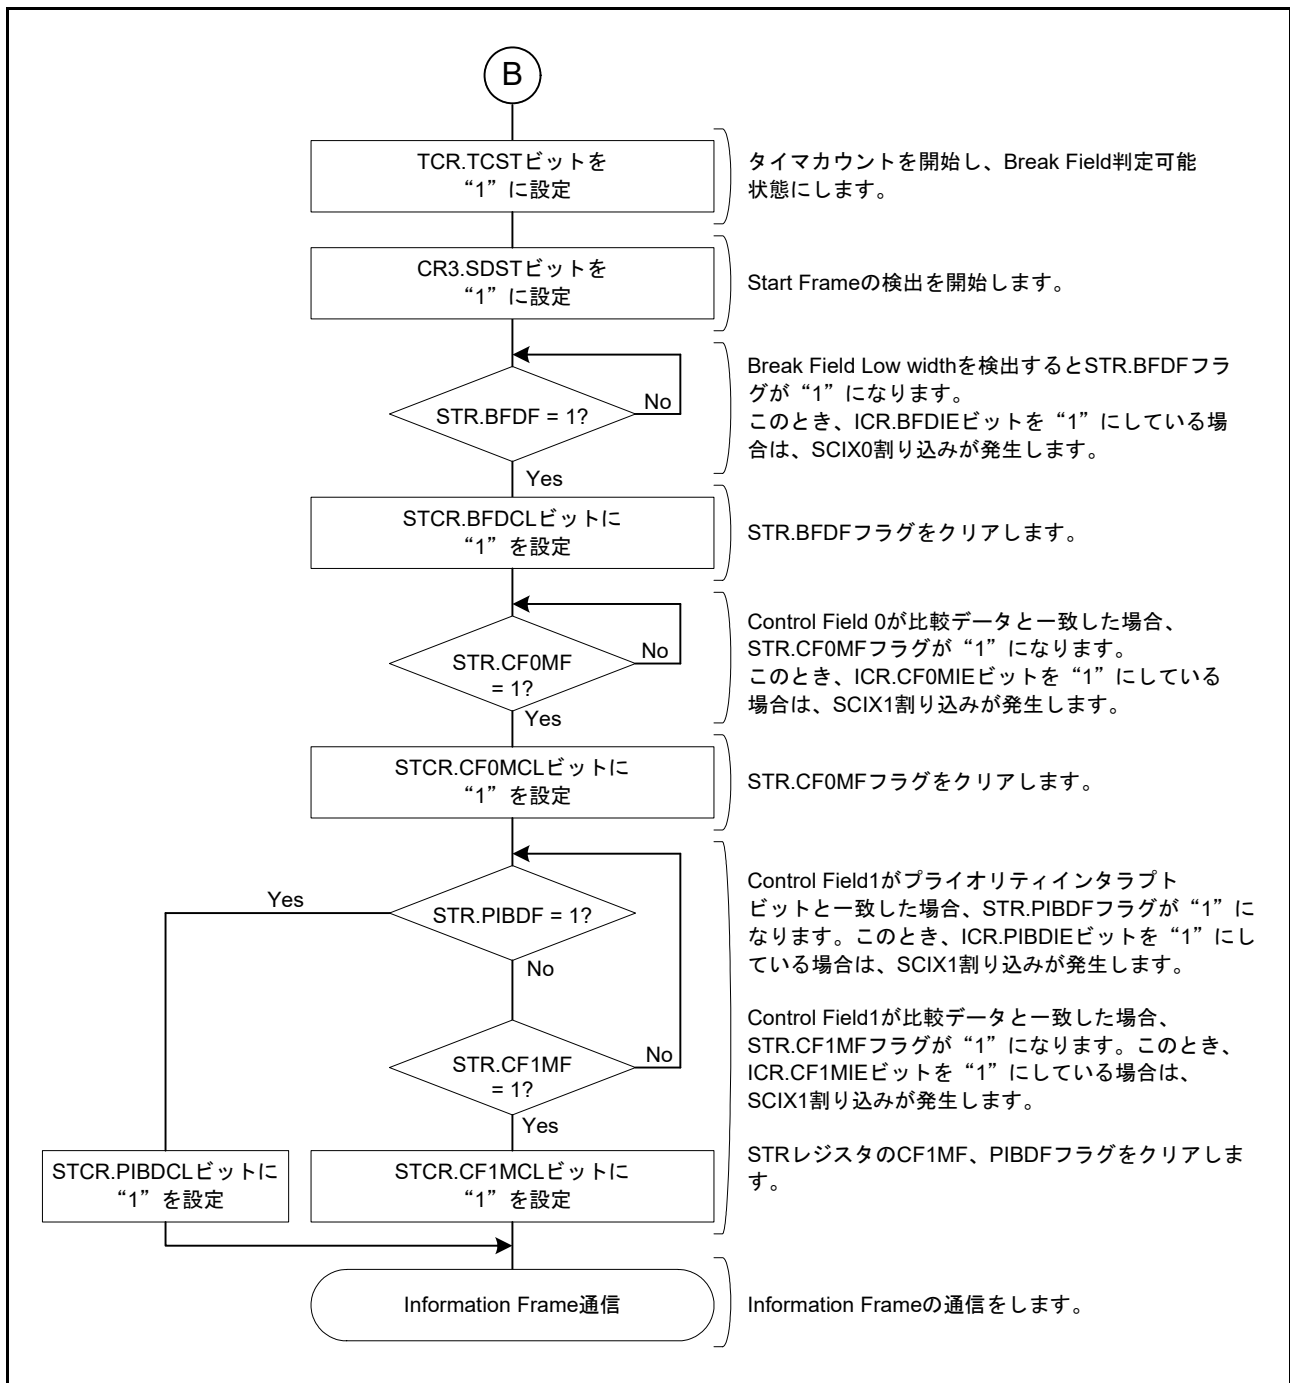 B
TCR.TCSTビットを
“1”に設定
タイマカウントを開始し、Break Field判定可能
状態にします。
CR3.SDSTビットを
“1”に設定
Start Frameの検出を開始します。
STR.BFDF = 1?
No
Yes
Break Field Low widthを検出するとSTR.BFDFフラ
グが“1”になります。
このとき、ICR.BFDIEビットを“1”にしている場
合は、SCIX0割り込みが発生します。
STCR.BFDCLビットに
“1”を設定
STR.BFDFフラグをクリアします。
STR.CF0MF
= 1?
No
Yes
Control Field 0が比較データと一致した場合、
STR.CF0MFフラグが“1”になります。
このとき、ICR.CF0MIEビットを“1”にしている
場合は、SCIX1割り込みが発生します。
STCR.CF0MCLビットに
“1”を設定
STR.CF0MFフラグをクリアします。
STR.PIBDF = 1?
Yes
No
Control Field1がプライオリティインタラプト
ビットと一致した場合、STR.PIBDFフラグが“1”に
なります。このとき、ICR.PIBDIEビットを“1”にし
ている場合は、SCIX1割り込みが発生します。
STR.CF1MF
= 1?
No
Yes
Control Field1が比較データと一致した場合、
STR.CF1MFフラグが“1”になります。このとき、
ICR.CF1MIEビットを“1”にしている場合は、
SCIX1割り込みが発生します。
STCR.PIBDCLビットに
“1”を設定
STCR.CF1MCLビットに
“1”を設定
STRレジスタのCF1MF、PIBDFフラグをクリアしま
す。
Information Frame通信
Information Frameの通信をします。